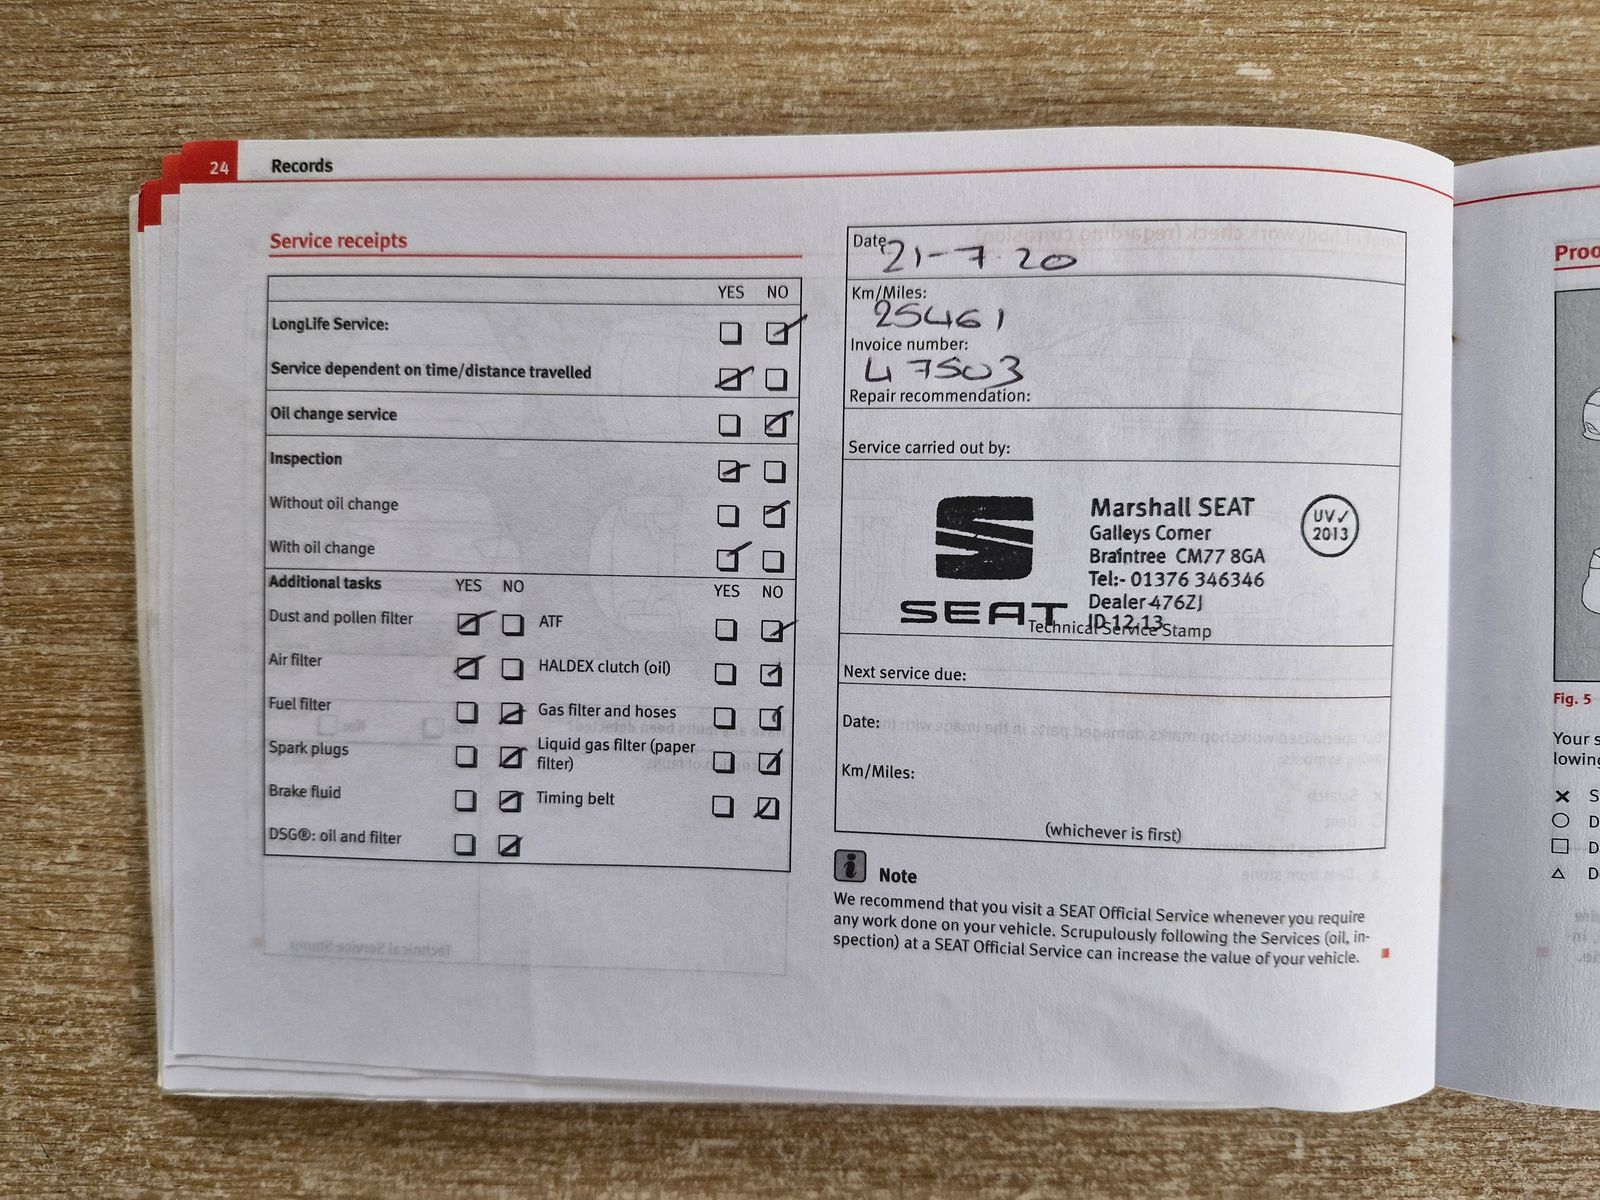 24 Records
Service receipts
YES NO
LongLife Service:
Service dependent on time/distance travelled
Oil change service
Inspection
Without oil change
With oil change
Additional tasks YES NO YES NO
Dust and pollen filter ATF
Air filter HALDEX clutch (oil)
Fuel filter Gas filter and hoses
Spark plugs Liquid gas filter (paper
filter)
Brake fluid Timing belt
DSG®: oil and filter
Date
21-7-20
Km/Miles:
25461
Invoice number:
47503
Repair recommendation:
Service carried out by:
SEAT
Marshall SEAT
Galleys Corner
Braintree CM77 8GA
Tel:- 01376 346346
Dealer 476ZJ
ID 12.13
UV✓
2013
Technical Service Stamp
Next service due:
Date:
Km/Miles:
(whichever is first)
i Note
We recommend that you visit a SEAT Official Service whenever you require
any work done on your vehicle. Scrupulously following the Services (oil, in-
spection) at a SEAT Official Service can increase the value of your vehicle.
Proo
Fig. 5
Your s
lowing
S
D
D
D